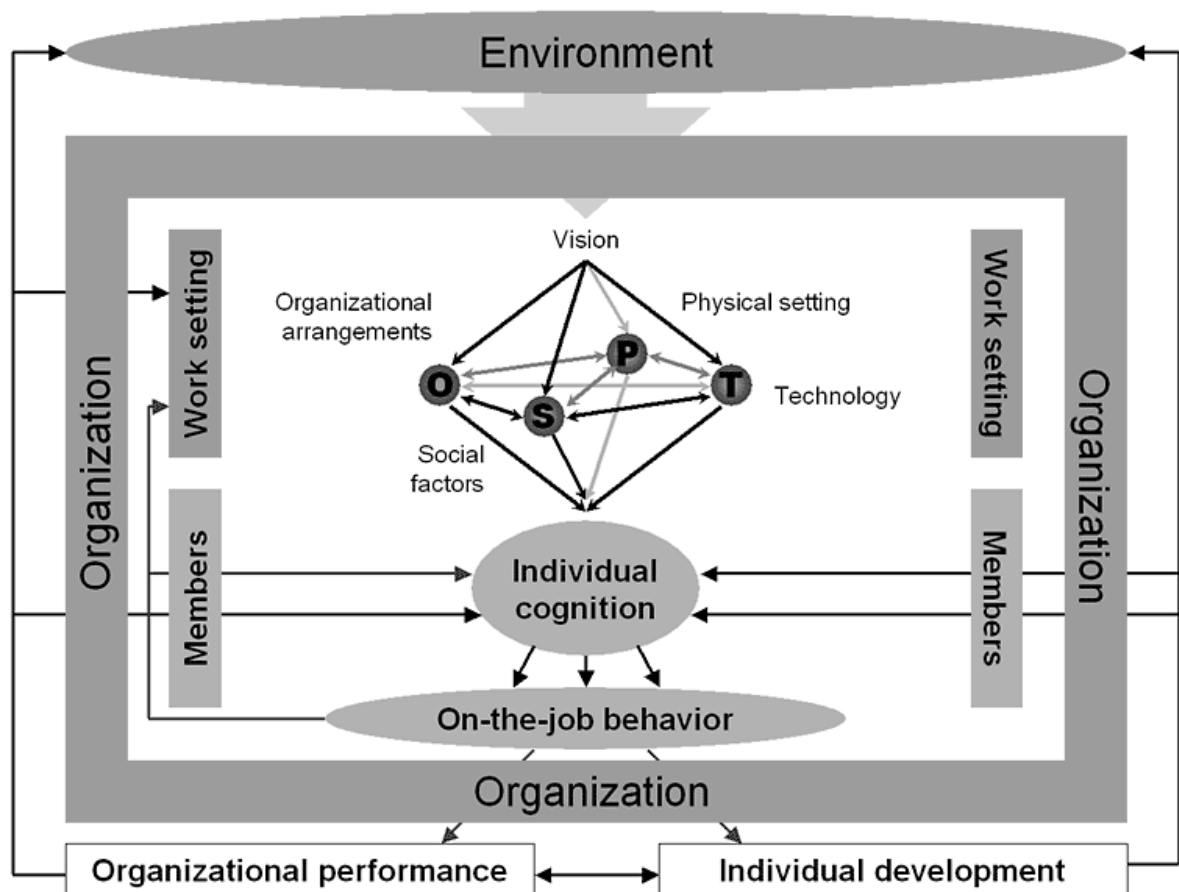 Environment
Vision
Organizational
arrangements
Physical setting
P
O
T
S
Technology
Social
factors
Work setting
Work setting
Organization
Organization
Members
Members
Individual
cognition
On-the-job behavior
Organization
Organizational performance
Individual development